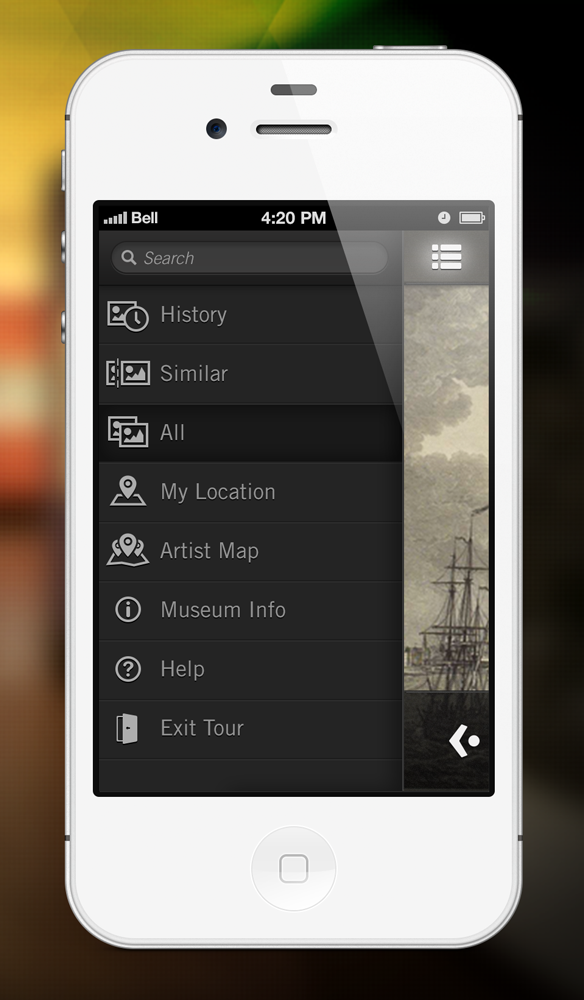 Bell 4:20 PM
Search
History
Similar
All
My Location
Artist Map
Museum Info
Help
Exit Tour